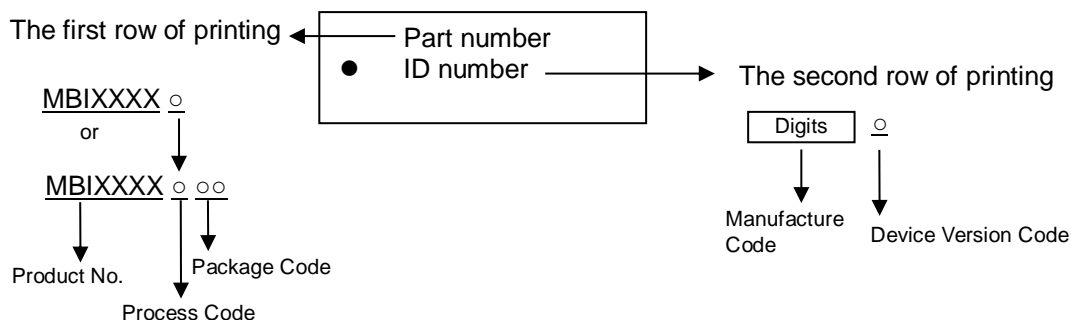 The first row of printing
Part number
● ID number
The second row of printing
MBIXXXX ○
or
MBIXXXX ○ ○○
Digits ○
Manufacture
Code
Device Version Code
Product No.
Package Code
Process Code